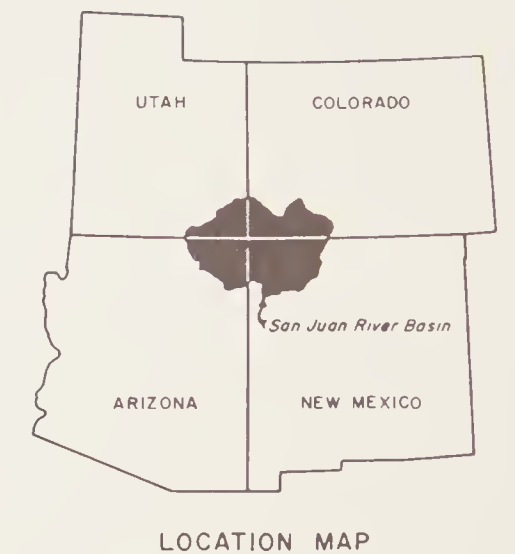 UTAH
COLORADO
San Juan River Basin
ARIZONA
NEW MEXICO
LOCATION MAP